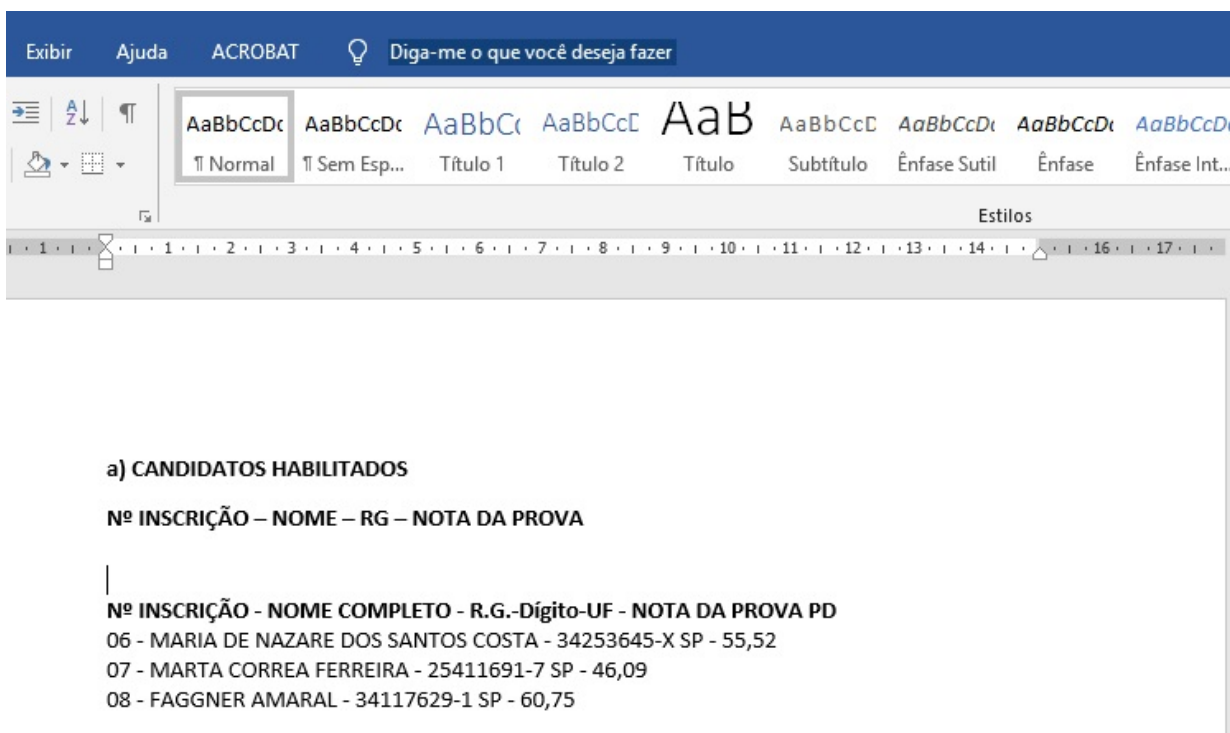 Exibir Ajuda ACROBAT Diga-me o que você deseja fazer
AaBbCcDc AaBbCcDc AaBbCc AaBbCcD AaB AaBbCcD AaBbCcDc AaBbCcDc AaBbCcDc
¶ Normal ¶ Sem Esp... Título 1 Título 2 Título Subtítulo Ênfase Sutil Ênfase Ênfase Int...
Estilos
1 1 2 3 4 5 6 7 8 9 10 11 12 13 14 16 17
a) CANDIDATOS HABILITADOS
Nº INSCRIÇÃO – NOME – RG – NOTA DA PROVA
Nº INSCRIÇÃO - NOME COMPLETO - R.G.-Dígito-UF - NOTA DA PROVA PD
06 - MARIA DE NAZARE DOS SANTOS COSTA - 34253645-X SP - 55,52
07 - MARTA CORREA FERREIRA - 25411691-7 SP - 46,09
08 - FAGGNER AMARAL - 34117629-1 SP - 60,75